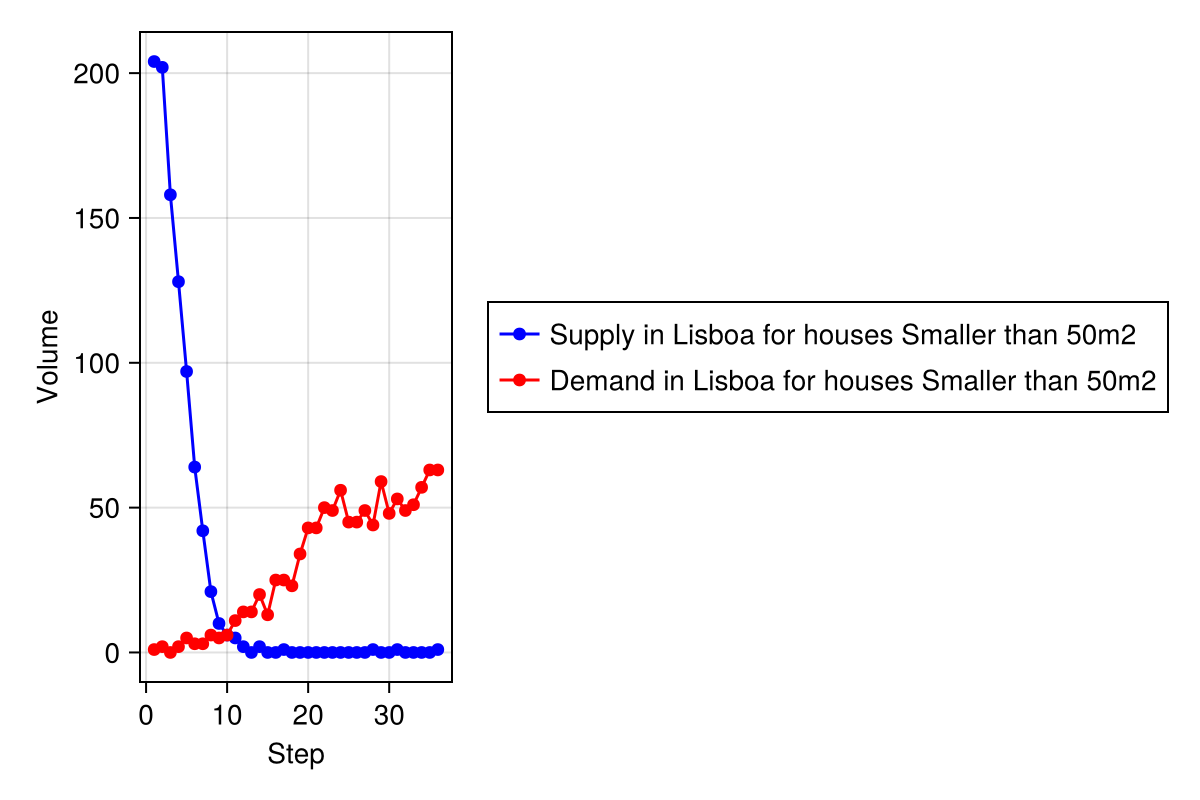 200
150
100
50
0
Volume
0 10 20 30
Step
Supply in Lisboa for houses Smaller than 50m2
Demand in Lisboa for houses Smaller than 50m2